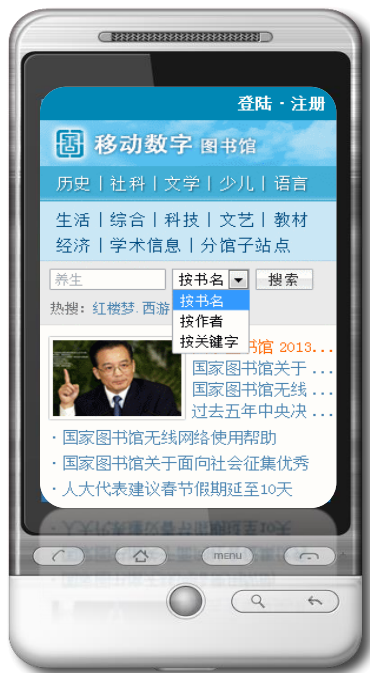 登陆·注册
移动数字 图书馆
历史 | 社科 | 文学 | 少儿 | 语言
生活 | 综合 | 科技 | 文艺 | 教材
经济 | 学术信息 | 分馆子站点
养生 按书名 搜索
热搜：红楼梦.西游
按书名
按作者
按关键字
书馆 2013...
国家图书馆关于 ...
国家图书馆无线 ...
过去五年中央决 ...
· 国家图书馆无线网络使用帮助
· 国家图书馆关于面向社会征集优秀
· 人大代表建议春节假期延至10天
menu